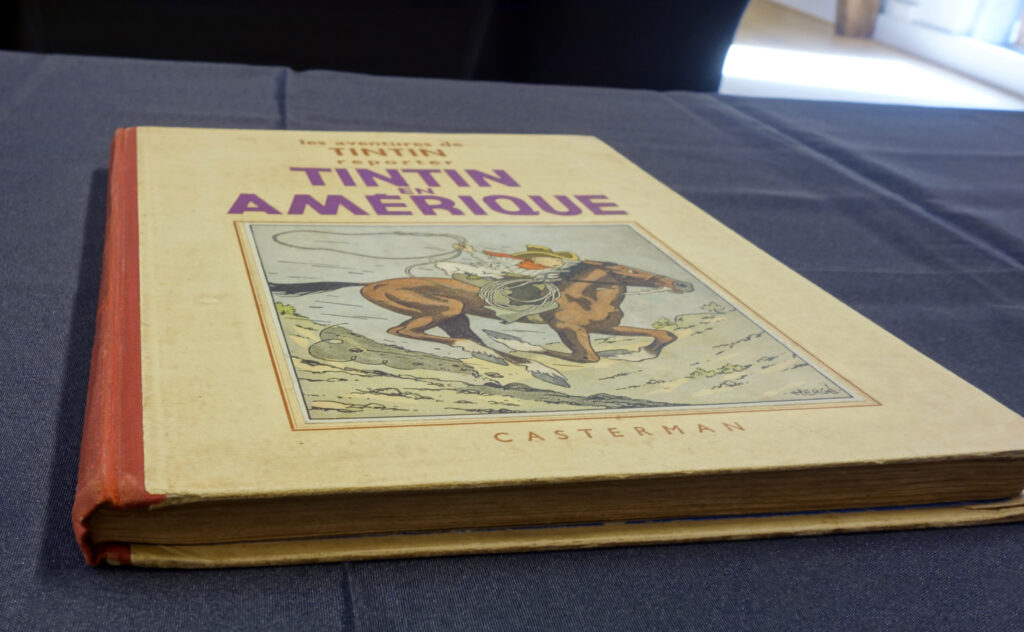 les aventures de
TINTIN
reporter
TINTIN
EN
AMÉRIQUE
HERGÉ
CASTERMAN